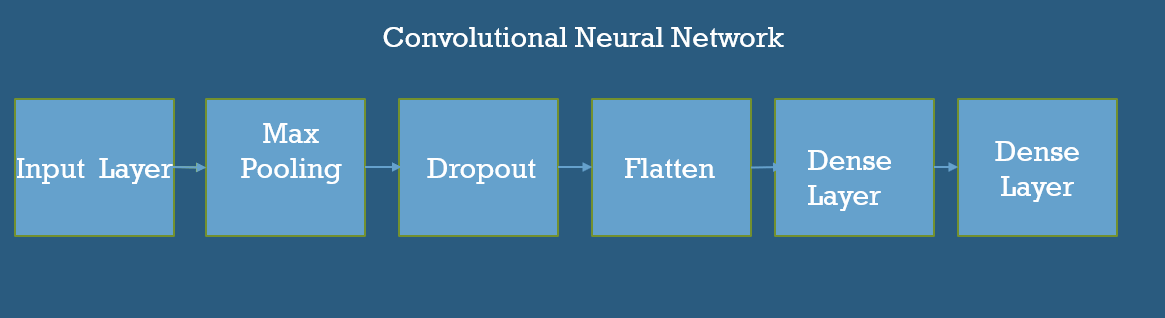 Convolutional Neural Network
Input Layer
Max
Pooling
Dropout
Flatten
Dense
Layer
Dense
Layer